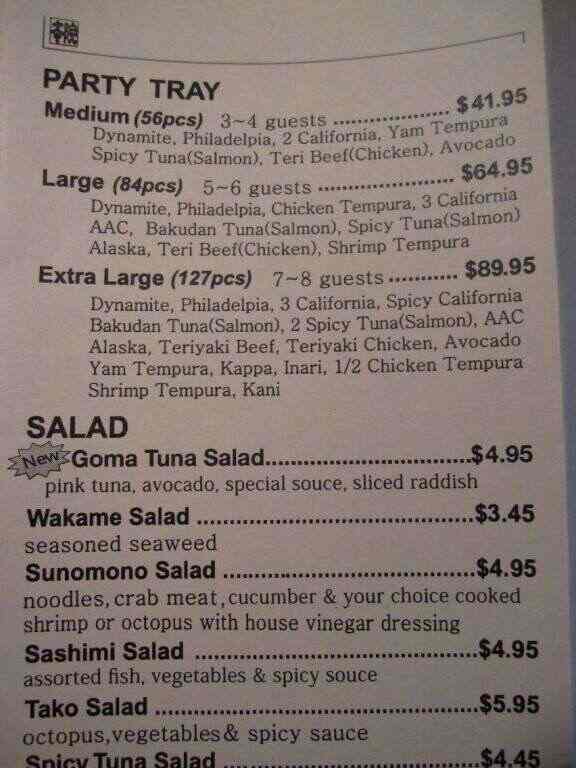 PARTY TRAY
Medium (56pcs) 3~4 guests .................... $41.95
Dynamite, Philadelpia, 2 California, Yam Tempura
Spicy Tuna(Salmon), Teri Beef(Chicken), Avocado
Large (84pcs) 5~6 guests ........................ $64.95
Dynamite, Philadelpia, Chicken Tempura, 3 California
AAC, Bakudan Tuna(Salmon), Spicy Tuna(Salmon)
Alaska, Teri Beef(Chicken), Shrimp Tempura
Extra Large (127pcs) 7~8 guests ........... $89.95
Dynamite, Philadelpia, 3 California, Spicy California
Bakudan Tuna(Salmon), 2 Spicy Tuna(Salmon), AAC
Alaska, Teriyaki Beef, Teriyaki Chicken, Avocado
Yam Tempura, Kappa, Inari, 1/2 Chicken Tempura
Shrimp Tempura, Kani
SALAD
New Goma Tuna Salad.................................$4.95
pink tuna, avocado, special souce, sliced raddish
Wakame Salad ............................................$3.45
seasoned seaweed
Sunomono Salad ........................................$4.95
noodles, crab meat, cucumber & your choice cooked
shrimp or octopus with house vinegar dressing
Sashimi Salad .............................................$4.95
assorted fish, vegetables & spicy souce
Tako Salad ...................................................$5.95
octopus, vegetables & spicy sauce
Spicy Tuna Salad ........................................$4.45